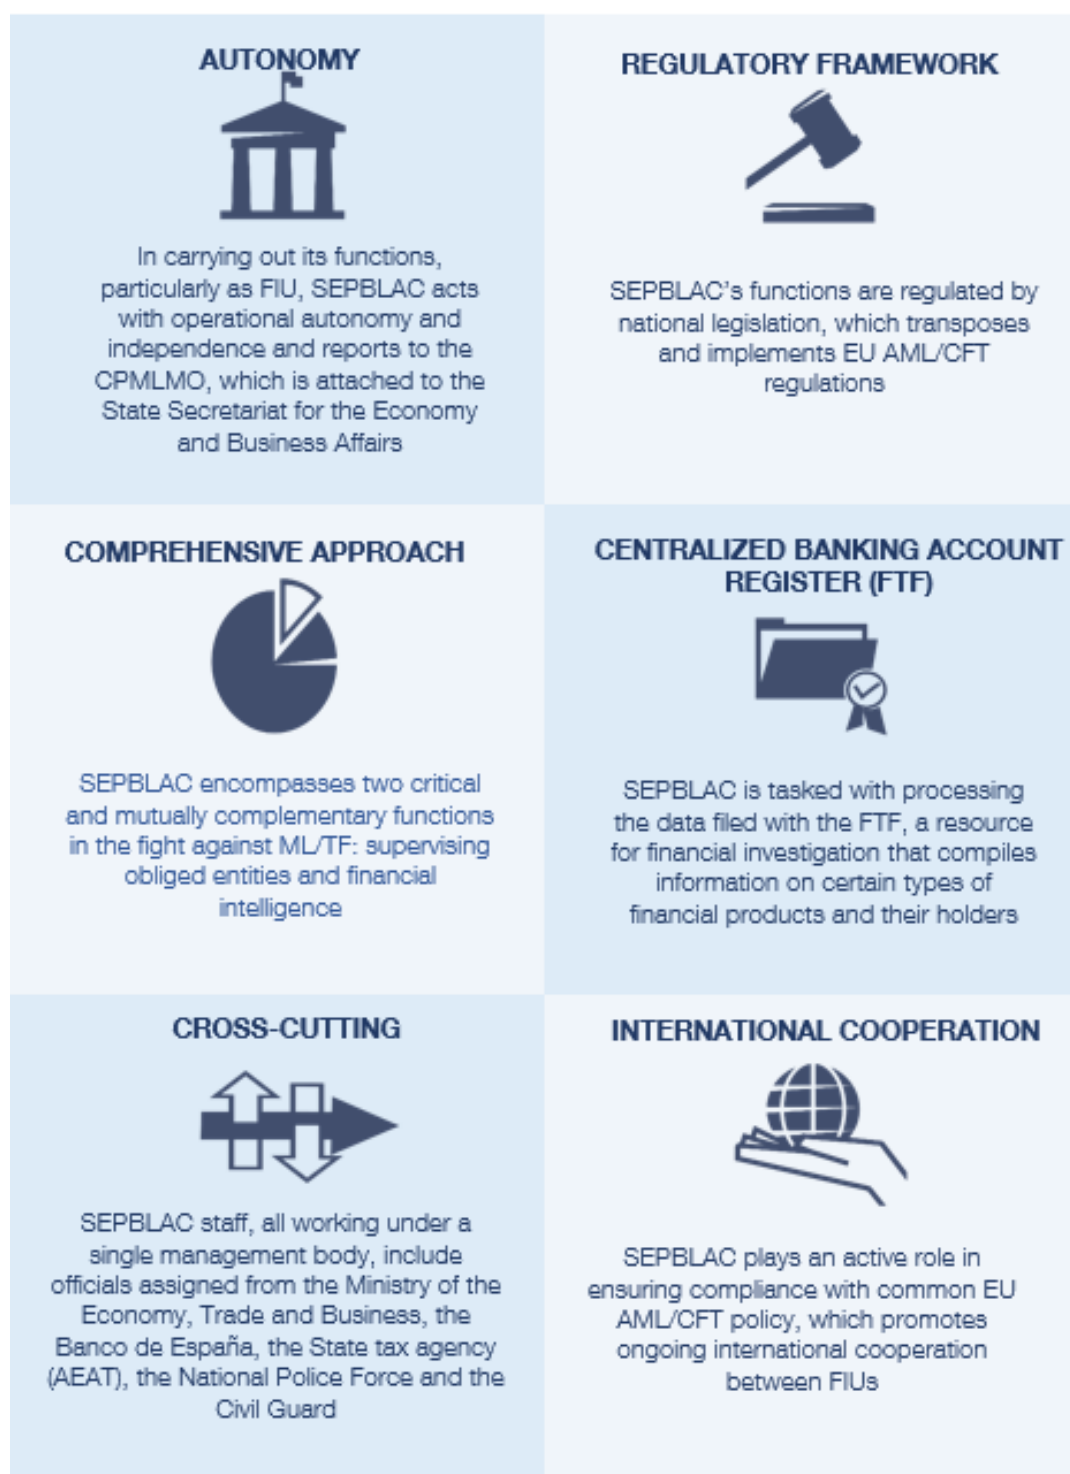 AUTONOMY
In carrying out its functions,
particularly as FIU, SEPBLAC acts
with operational autonomy and
independence and reports to the
CPMLMO, which is attached to the
State Secretariat for the Economy
and Business Affairs
REGULATORY FRAMEWORK
SEPBLAC's functions are regulated by
national legislation, which transposes
and implements EU AML/CFT
regulations
COMPREHENSIVE APPROACH
SEPBLAC encompasses two critical
and mutually complementary functions
in the fight against ML/TF: supervising
obliged entities and financial
intelligence
CENTRALIZED BANKING ACCOUNT
REGISTER (FTF)
SEPBLAC is tasked with processing
the data filed with the FTF, a resource
for financial investigation that compiles
information on certain types of
financial products and their holders
CROSS-CUTTING
SEPBLAC staff, all working under a
single management body, include
officials assigned from the Ministry of the
Economy, Trade and Business, the
Banco de España, the State tax agency
(AEAT), the National Police Force and the
Civil Guard
INTERNATIONAL COOPERATION
SEPBLAC plays an active role in
ensuring compliance with common EU
AML/CFT policy, which promotes
ongoing international cooperation
between FIUs